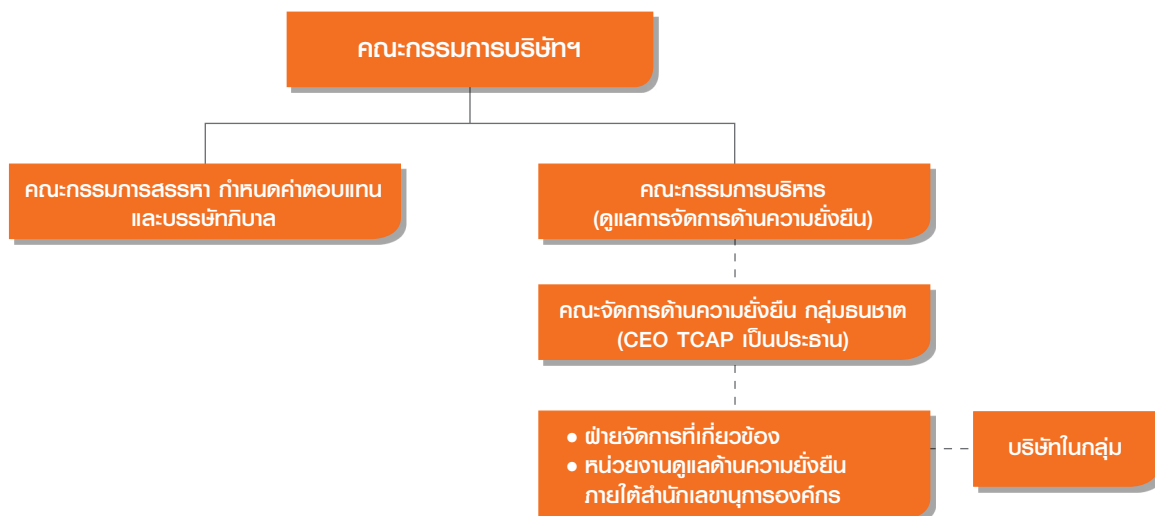 คณะกรรมการบริษัทฯ
คณะกรรมการสรรหา กำหนดค่าตอบแทน
และบรรษัทภิบาล
คณะกรรมการบริหาร
(ดูแลการจัดการด้านความยั่งยืน)
คณะจัดการด้านความยั่งยืน กลุ่มธนชาต
(CEO TCAP เป็นประธาน)
● ฝ่ายจัดการที่เกี่ยวข้อง
● หน่วยงานดูแลด้านความยั่งยืน
ภายใต้สำนักเลขานุการองค์กร
บริษัทในกลุ่ม